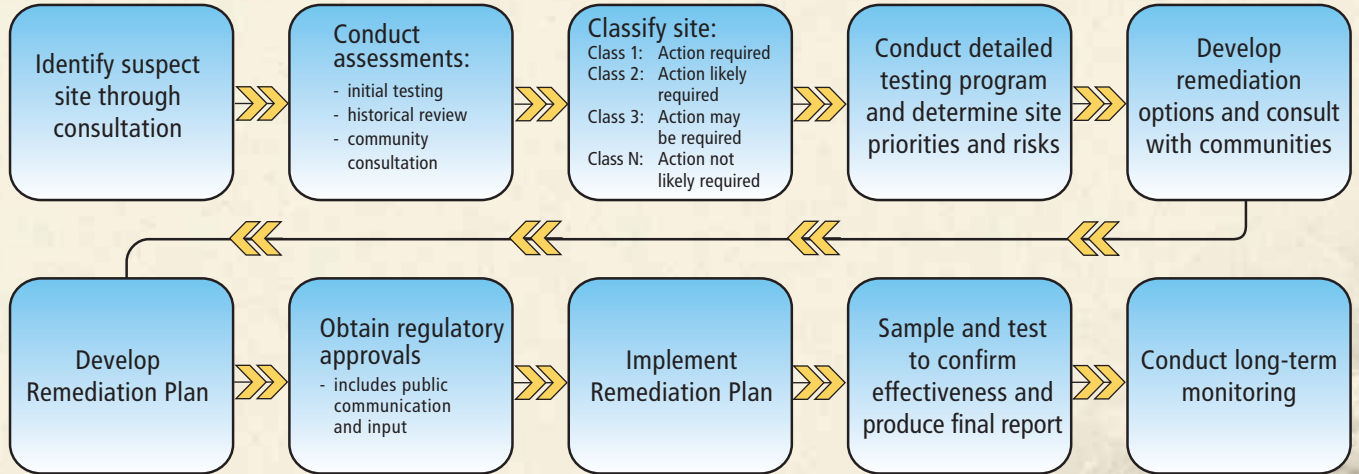 Identify suspect
site through
consultation
Conduct
assessments:
- initial testing
- historical review
- community
consultation
Classify site:
Class 1: Action required
Class 2: Action likely
required
Class 3: Action may
be required
Class N: Action not
likely required
Conduct detailed
testing program
and determine site
priorities and risks
Develop
remediation
options and consult
with communities
Develop
Remediation Plan
Obtain regulatory
approvals
- includes public
communication
and input
Implement
Remediation Plan
Sample and test
to confirm
effectiveness and
produce final report
Conduct long-term
monitoring